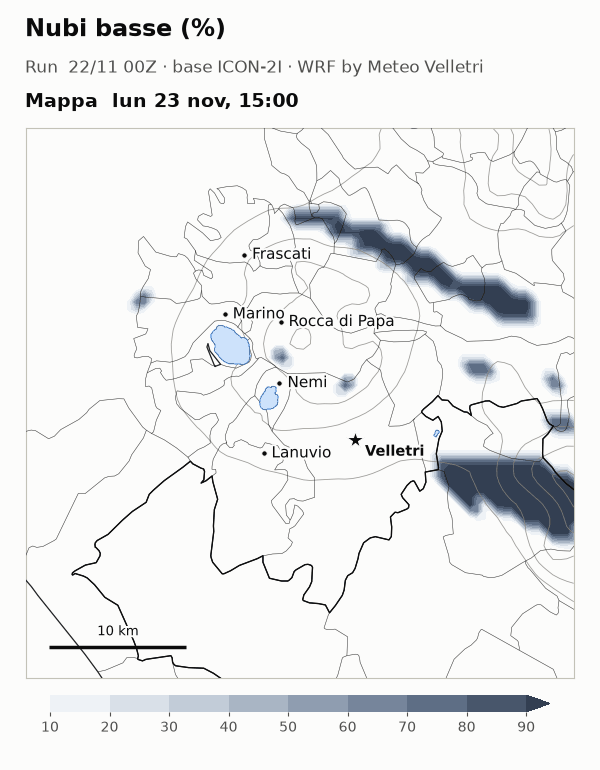 Nubi basse (%)
Run  22/11 00Z · base ICON-2I · WRF by Meteo Velletri
Mappa  lun 23 nov, 15:00
Frascati
Marino
Rocca di Papa
Nemi
Velletri
Lanuvio
10 km
10 20 30 40 50 60 70 80 90